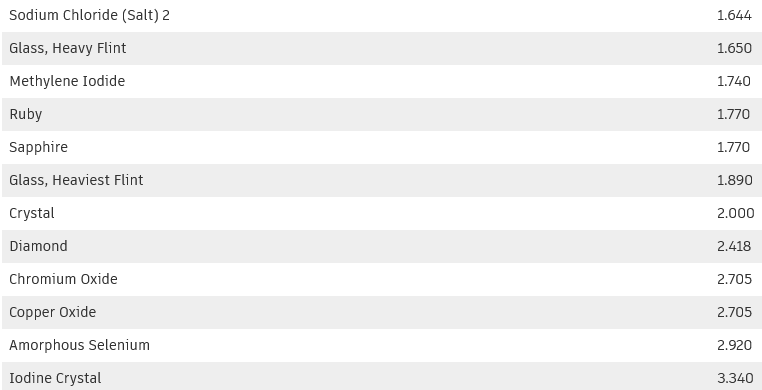 Sodium Chloride (Salt) 2 1.644
Glass, Heavy Flint 1.650
Methylene Iodide 1.740
Ruby 1.770
Sapphire 1.770
Glass, Heaviest Flint 1.890
Crystal 2.000
Diamond 2.418
Chromium Oxide 2.705
Copper Oxide 2.705
Amorphous Selenium 2.920
Iodine Crystal 3.340